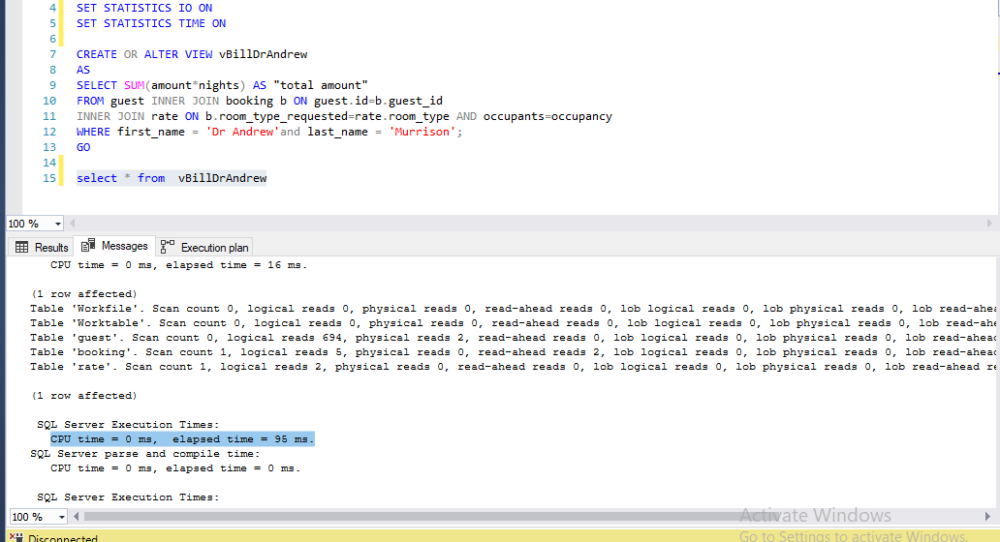 4 SET STATISTICS IO ON
5 SET STATISTICS TIME ON
6
7 CREATE OR ALTER VIEW vBillDrAndrew
8 AS
9 SELECT SUM(amount*nights) AS "total amount"
10 FROM guest INNER JOIN booking b ON guest.id=b.guest_id
11 INNER JOIN rate ON b.room_type_requested=rate.room_type AND occupants=occupancy
12 WHERE first_name = 'Dr Andrew'and last_name = 'Murrison';
13 GO
14
15 select * from vBillDrAndrew
100 %
Results Messages Execution plan
CPU time = 0 ms, elapsed time = 16 ms.
(1 row affected)
Table 'Workfile'. Scan count 0, logical reads 0, physical reads 0, read-ahead reads 0, lob logical reads 0, lob physical reads 0, lob read-ahea
Table 'Worktable'. Scan count 0, logical reads 0, physical reads 0, read-ahead reads 0, lob logical reads 0, lob physical reads 0, lob read-ah
Table 'guest'. Scan count 0, logical reads 694, physical reads 2, read-ahead reads 0, lob logical reads 0, lob physical reads 0, lob read-ahead
Table 'booking'. Scan count 1, logical reads 5, physical reads 0, read-ahead reads 2, lob logical reads 0, lob physical reads 0, lob read-ahead
Table 'rate'. Scan count 1, logical reads 2, physical reads 0, read-ahead reads 0, lob logical reads 0, lob physical reads 0, lob read-ahead re
(1 row affected)
SQL Server Execution Times:
CPU time = 0 ms, elapsed time = 95 ms.
SQL Server parse and compile time:
CPU time = 0 ms, elapsed time = 0 ms.
SQL Server Execution Times:
100 %
Activate Windows
Disconnected
Go to Settings to activate Windows.